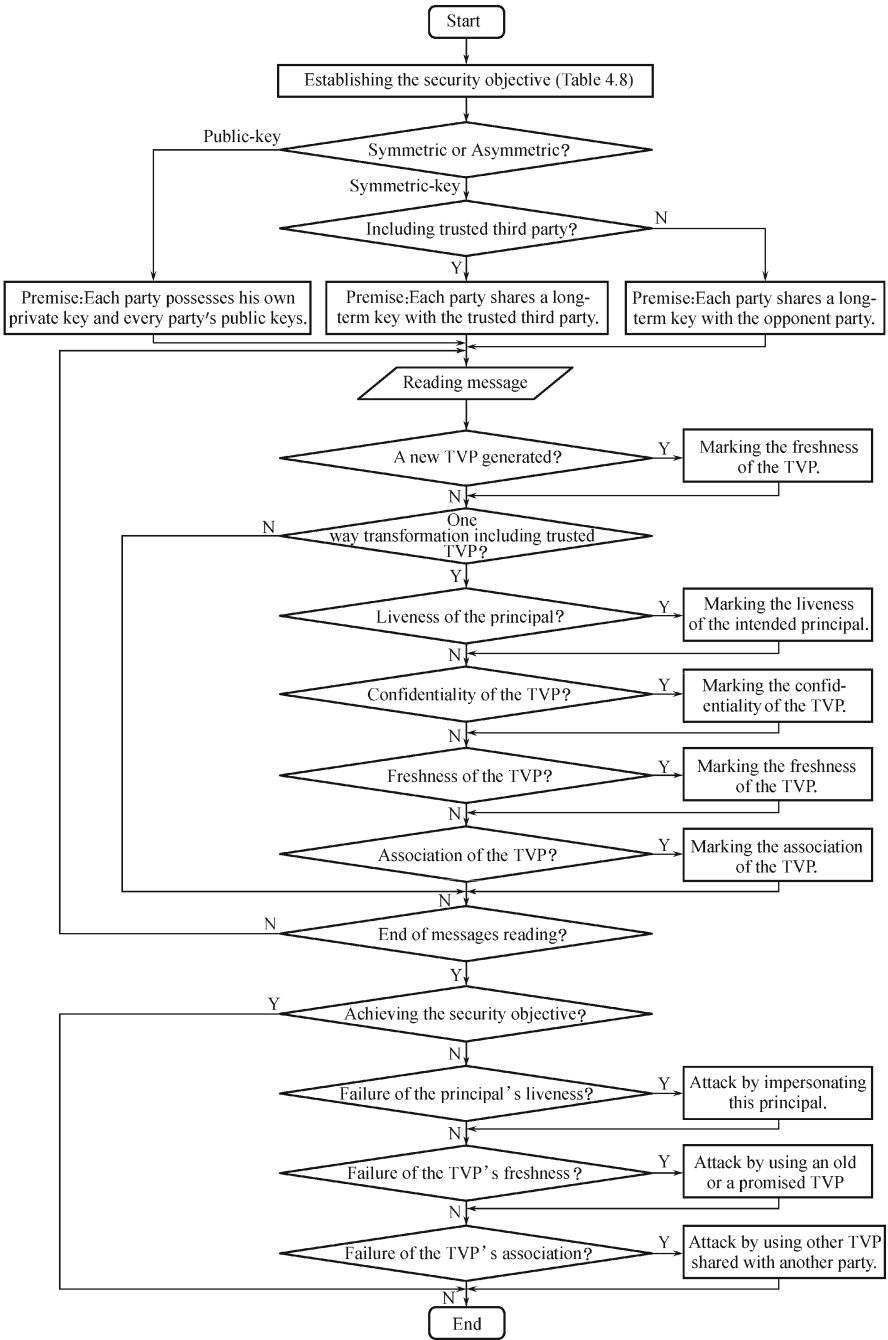 Start
Establishing the security objective (Table 4.8)
Public-key
Symmetric or Asymmetric?
Symmetric-key
Including trusted third party?
N
Y
Premise:Each party possesses his own
private key and every party's public keys.
Premise:Each party shares a long-
term key with the trusted third party.
Premise:Each party shares a long-
term key with the opponent party.
Reading message
A new TVP generated?
Y
Marking the freshness
of the TVP.
N
N
One
way transformation including trusted
TVP?
Y
Liveness of the principal?
Y
Marking the liveness
of the intended principal.
N
Confidentiality of the TVP?
Y
Marking the confid-
entiality of the TVP.
N
Freshness of the TVP?
Y
Marking the freshness
of the TVP.
N
Association of the TVP?
Y
Marking the association
of the TVP.
N
N
End of messages reading?
Y
Y
Achieving the security objective?
N
Failure of the principal's liveness?
Y
Attack by impersonating
this principal.
N
Failure of the TVP's freshness?
Y
Attack by using an old
or a promised TVP
N
Failure of the TVP's association?
Y
Attack by using other TVP
shared with another party.
N
End